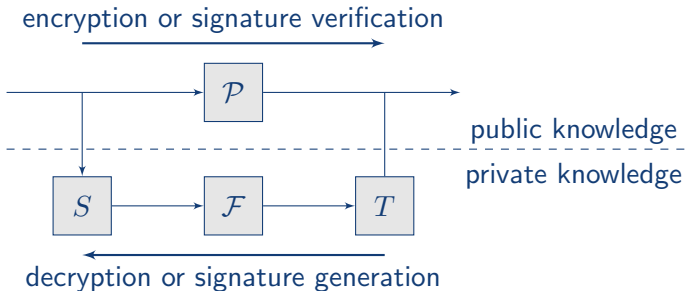 encryption or signature verification
𝒫
public knowledge
private knowledge
S ℱ T
decryption or signature generation